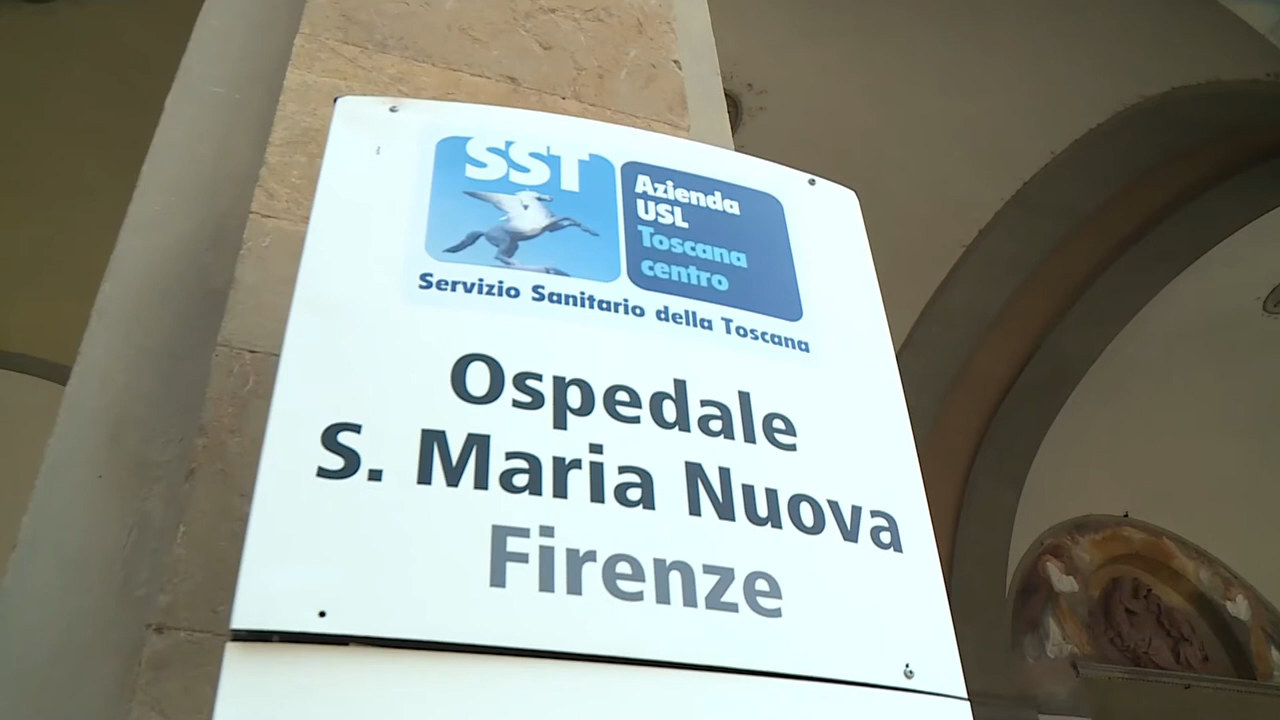 SST
Azienda
USL
Toscana
centro
Servizio Sanitario della Toscana
Ospedale
S. Maria Nuova
Firenze